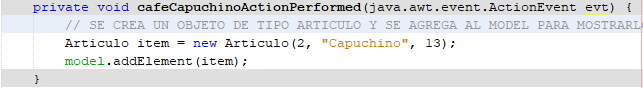 private void cafeCapuchinoActionPerformed(java.awt.event.ActionEvent evt) {
// SE CREA UN OBJETO DE TIPO ARTICULO Y SE AGREGA AL MODEL PARA MOSTRARLO
Articulo item = new Articulo(2, "Capuchino", 13);
model.addElement(item);
}